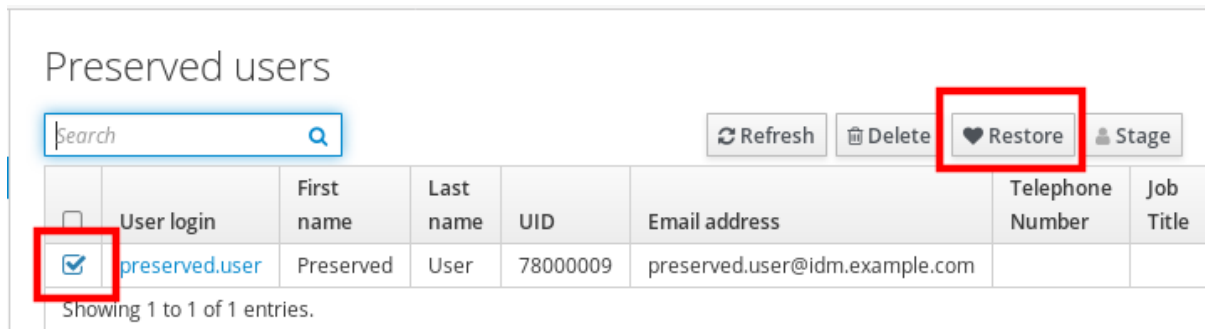 Preserved users
Search Refresh Delete Restore Stage
First Last Telephone Job
User login name name UID Email address Number Title
preserved.user Preserved User 78000009 preserved.user@idm.example.com
Showing 1 to 1 of 1 entries.